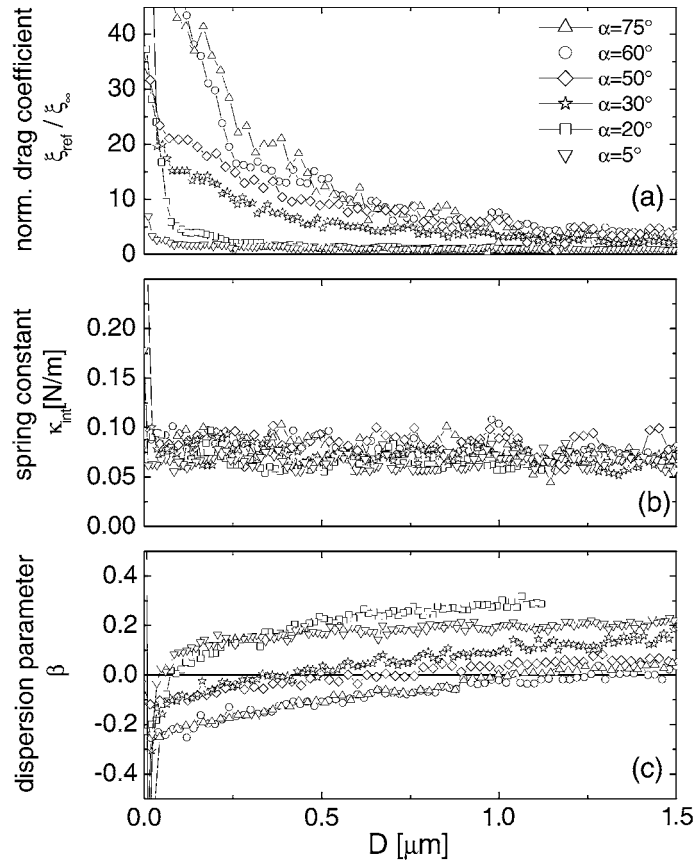 norm. drag coefficient
ξref / ξ∞
40
30
20
10
0
α=75°
α=60°
α=50°
α=30°
α=20°
α=5°
(a)
spring constant
κint[N/m]
0.20
0.15
0.10
0.05
0.00
(b)
dispersion parameter
β
0.4
0.2
0.0
-0.2
-0.4
(c)
0.0 0.5 1.0 1.5
D [μm]